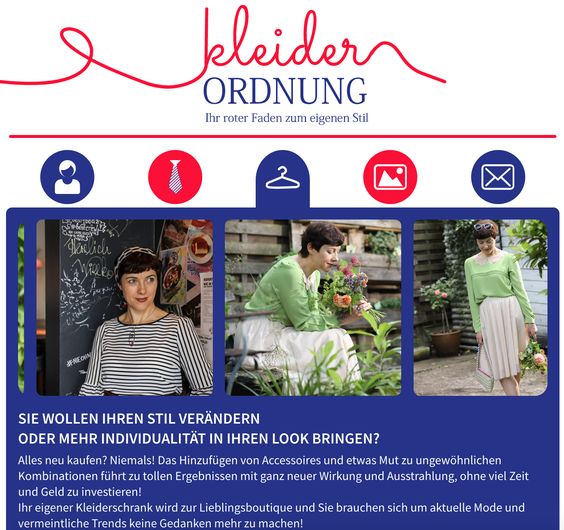 kleider
ORDNUNG
Ihr roter Faden zum eigenen Stil
Herzlich
SIE WOLLEN IHREN STIL VERÄNDERN
ODER MEHR INDIVIDUALITÄT IN IHREN LOOK BRINGEN?
Alles neu kaufen? Niemals! Das Hinzufügen von Accessoires und etwas Mut zu ungewöhnlichen
Kombinationen führt zu tollen Ergebnissen mit ganz neuer Wirkung und Ausstrahlung, ohne viel Zeit
und Geld zu investieren!
Ihr eigener Kleiderschrank wird zur Lieblingsboutique und Sie brauchen sich um aktuelle Mode und
vermeintliche Trends keine Gedanken mehr zu machen!